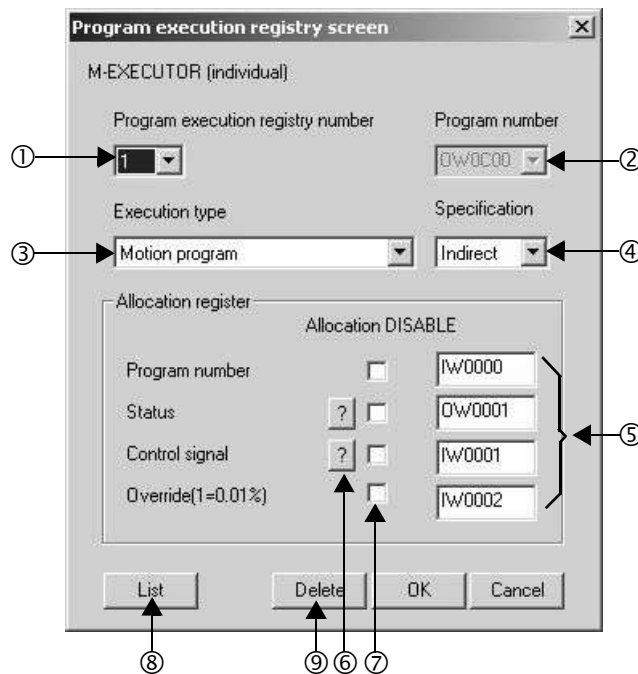 Program execution registry screen
M-EXECUTOR (individual)
Program execution registry number Program number
① 1 0W0C00 ②
Execution type Specification
③ Motion program Indirect ④
Allocation register
Allocation DISABLE
Program number IW0000
Status ? OW0001
⑤
Control signal ? IW0001
Override(1=0.01%) IW0002
List Delete OK Cancel
⑧ ⑨ ⑥ ⑦